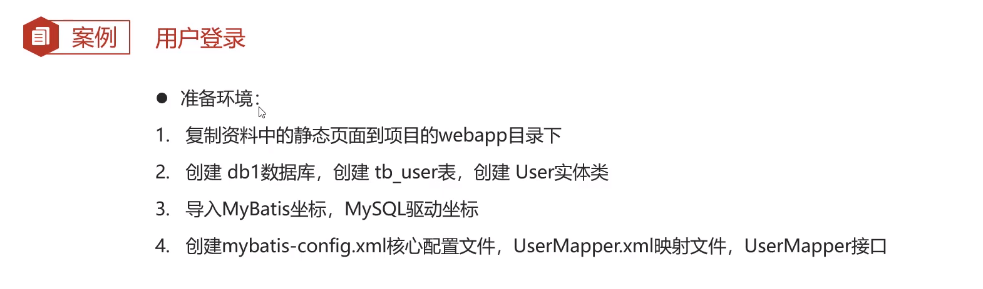 案例 用户登录
● 准备环境：
1. 复制资料中的静态页面到项目的webapp目录下
2. 创建 db1数据库，创建 tb_user表，创建 User实体类
3. 导入MyBatis坐标，MySQL驱动坐标
4. 创建mybatis-config.xml核心配置文件，UserMapper.xml映射文件，UserMapper接口